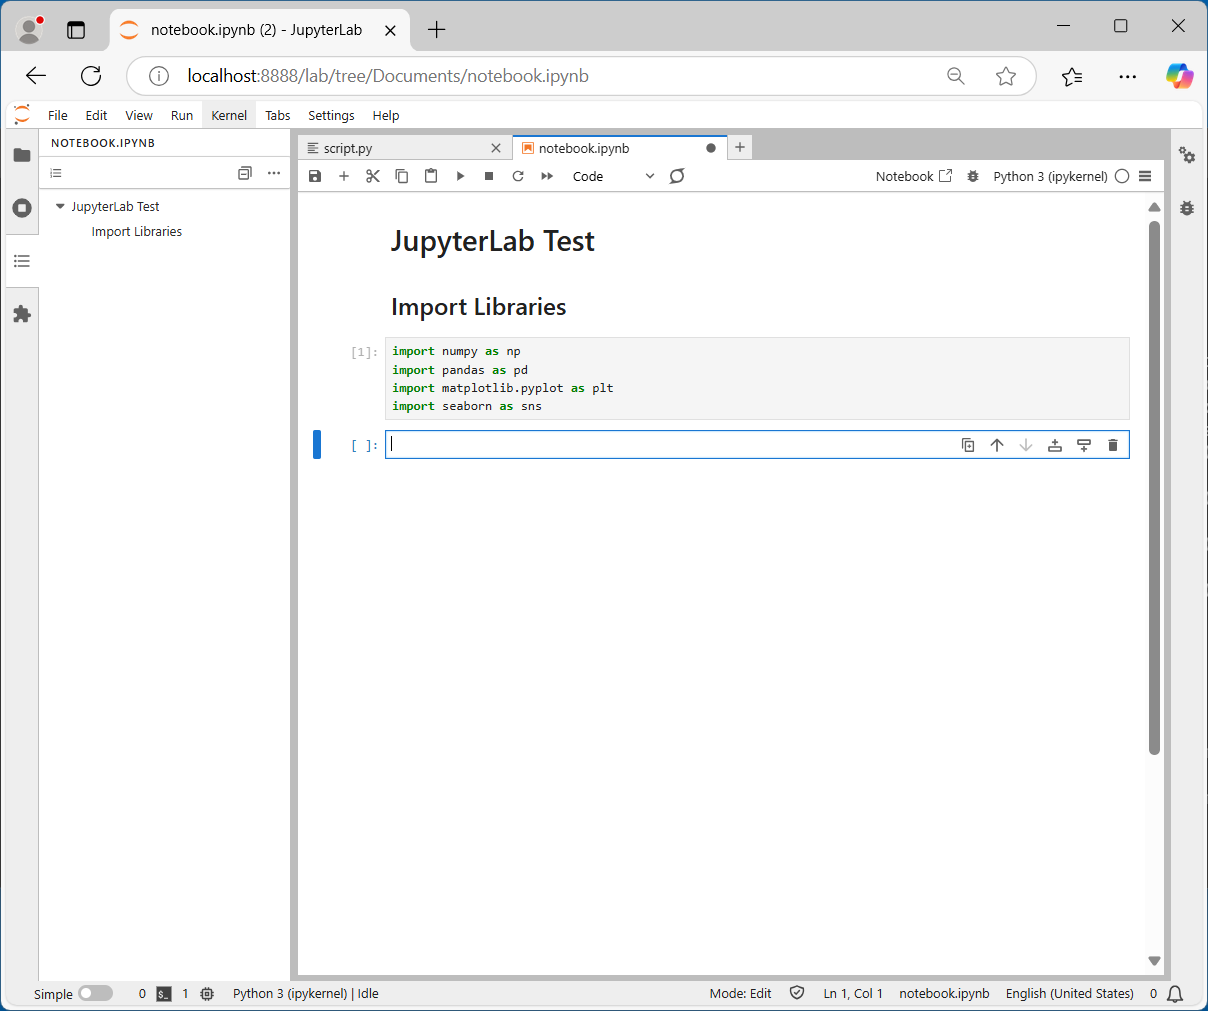 notebook.ipynb (2) - JupyterLab
localhost:8888/lab/tree/Documents/notebook.ipynb
File Edit View Run Kernel Tabs Settings Help
NOTEBOOK.IPYNB
JupyterLab Test
Import Libraries
script.py notebook.ipynb
Code Notebook Python 3 (ipykernel)
JupyterLab Test
Import Libraries
[1]:
import numpy as np
import pandas as pd
import matplotlib.pyplot as plt
import seaborn as sns
[ ]:
Simple 0 $_ 1 Python 3 (ipykernel) | Idle Mode: Edit Ln 1, Col 1 notebook.ipynb English (United States) 0